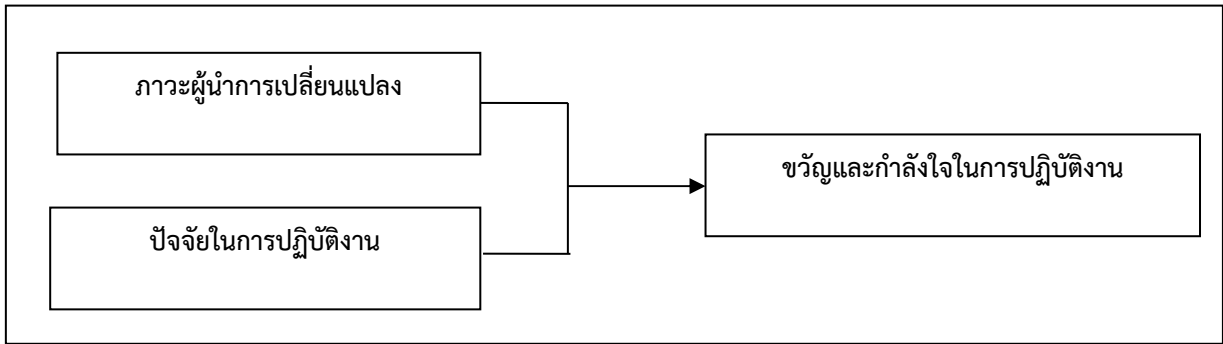 ภาวะผู้นำการเปลี่ยนแปลง
ขวัญและกำลังใจในการปฏิบัติงาน
ปัจจัยในการปฏิบัติงาน